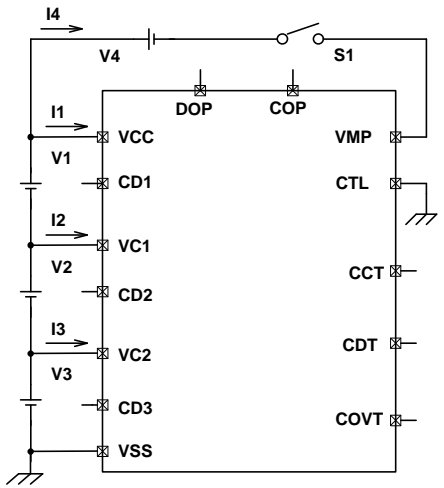 I4
V4
S1
DOP
COP
I1
VCC
VMP
V1
CD1
CTL
I2
VC1
V2
CCT
CD2
I3
VC2
CDT
V3
CD3
COVT
VSS